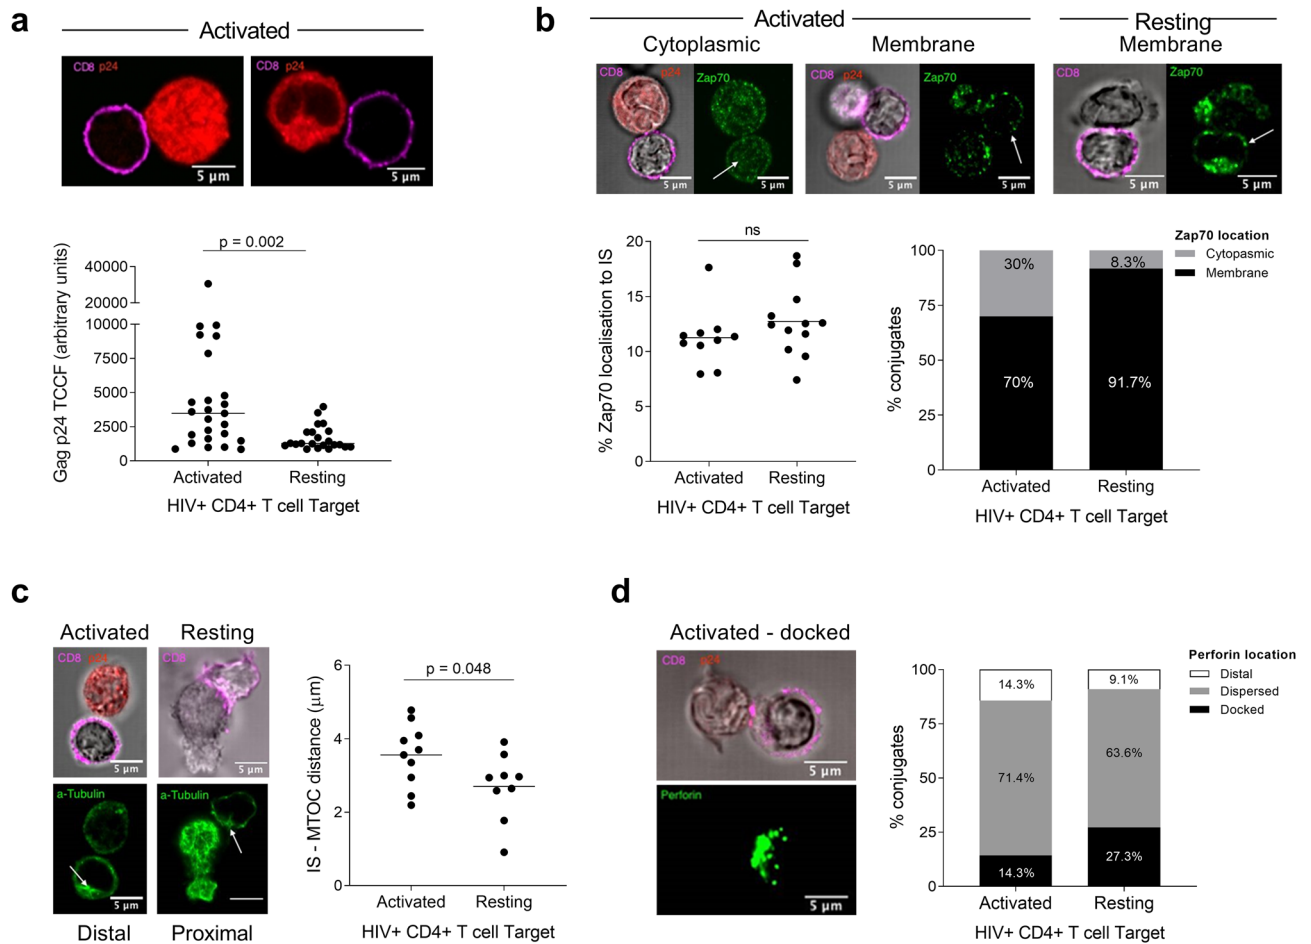 a
Activated
CD8 p24
5 µm
CD8 p24
5 µm
p = 0.002
Gag p24 TCCF (arbitrary units)
40000
20000
10000
7500
5000
2500
0
Activated Resting
HIV+ CD4+ T cell Target
b
Activated
Resting
Cytoplasmic
Membrane
Membrane
CD8 p24
5 µm
Zap70
5 µm
CD8 p24
5 µm
Zap70
5 µm
CD8
5 µm
Zap70
5 µm
ns
% Zap70 localisation to IS
20
15
10
5
0
Activated Resting
HIV+ CD4+ T cell Target
% conjugates
100
75
50
25
0
30%
70%
8.3%
91.7%
Activated Resting
HIV+ CD4+ T cell Target
Zap70 location
Cytopasmic
Membrane
c
Activated
Resting
CD8 p24
5 µm
CD8
5 µm
a-Tubulin
5 µm
a-Tubulin
Distal
Proximal
p = 0.048
IS - MTOC distance (µm)
6
4
2
0
Activated Resting
HIV+ CD4+ T cell Target
d
Activated - docked
CD8 p24
5 µm
Perforin
5 µm
% conjugates
100
75
50
25
0
14.3%
71.4%
14.3%
9.1%
63.6%
27.3%
Activated Resting
HIV+ CD4+ T cell Target
Perforin location
Distal
Dispersed
Docked